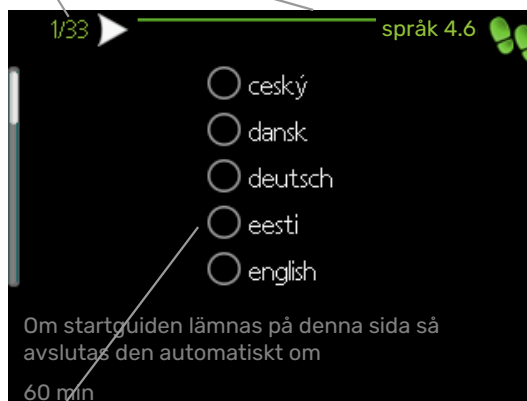 1/33
språk 4.6
ceský
dansk
deutsch
eesti
english
Om startguiden lämnas på denna sida så
avslutas den automatiskt om
60 min